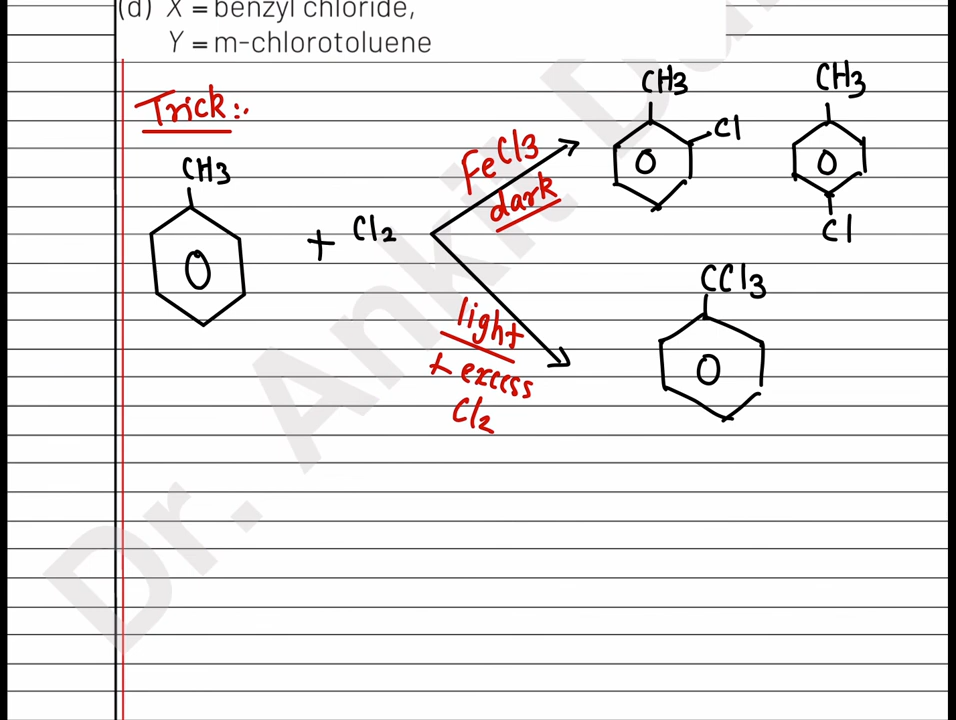 (d) X = benzyl chloride,
Y = m-chlorotoluene
Trick:
CH3
+ Cl2
FeCl3
dark
CH3
Cl
CH3
Cl
light
+ excess
Cl2
CCl3
Dr. Ankit